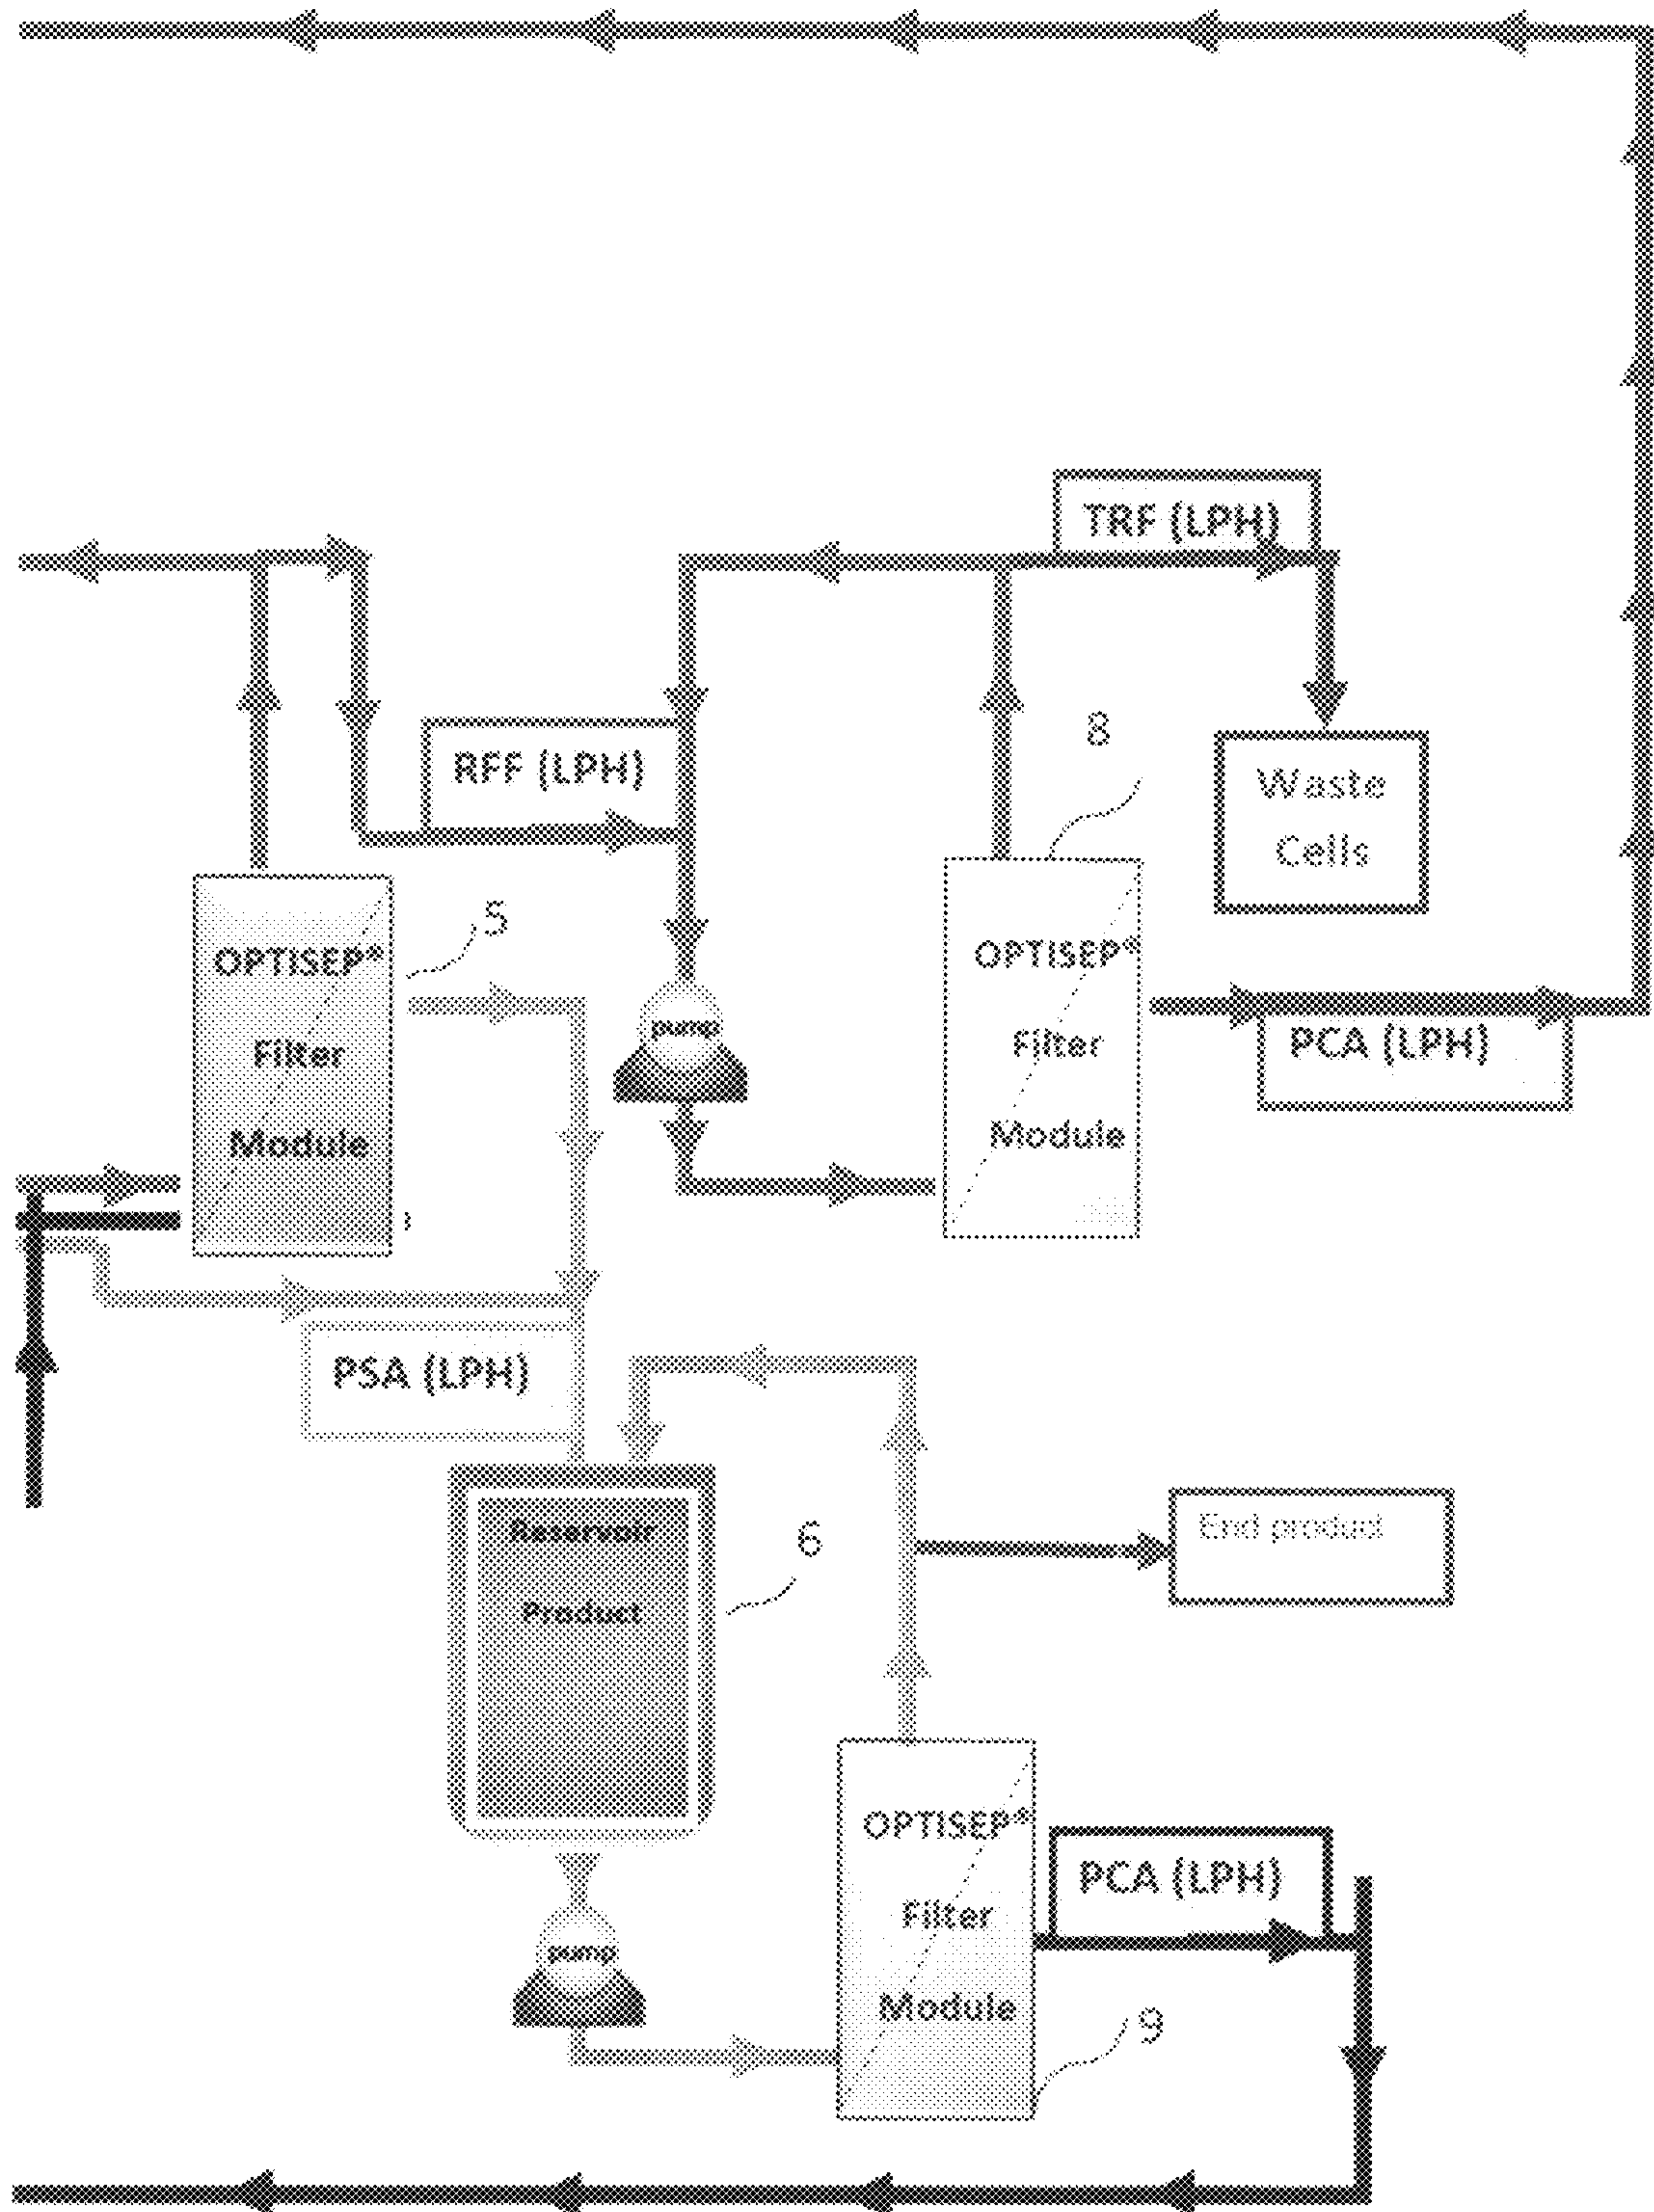 TRF (LPH)
RFF (LPH)
8
Waste
Cells
5
OPTISEP®
Filter
Module
pump
OPTISEP®
Filter
Module
PCA (LPH)
PSA (LPH)
Reservoir
Product
6
End product
OPTISEP®
Filter
Module
PCA (LPH)
pump
9